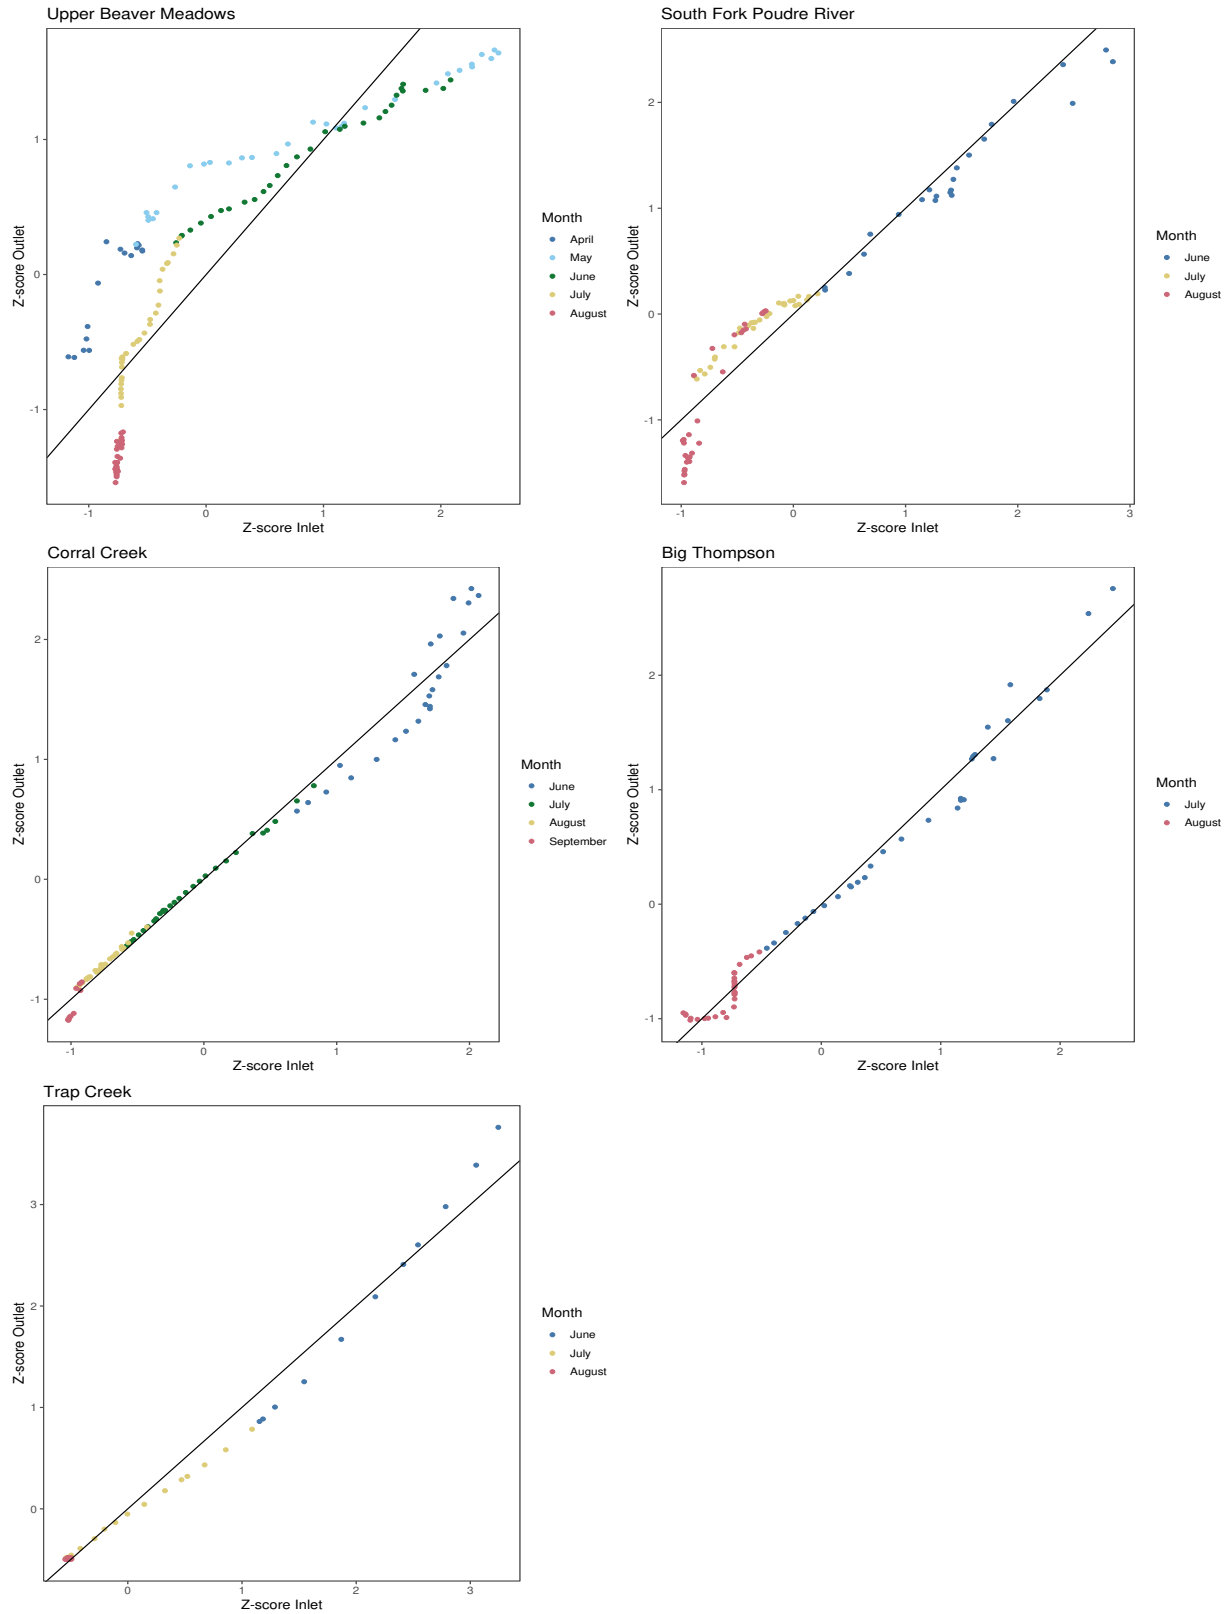 Upper Beaver Meadows
Z-score Outlet
1
0
-1
-1
0
1
2
Z-score Inlet
Month
April
May
June
July
August
South Fork Poudre River
Z-score Outlet
2
1
0
-1
-1
0
1
2
3
Z-score Inlet
Month
June
July
August
Corral Creek
Z-score Outlet
2
1
0
-1
-1
0
1
2
Z-score Inlet
Month
June
July
August
September
Big Thompson
Z-score Outlet
2
1
0
-1
-1
0
1
2
Z-score Inlet
Month
July
August
Trap Creek
Z-score Outlet
3
2
1
0
0
1
2
3
Z-score Inlet
Month
June
July
August